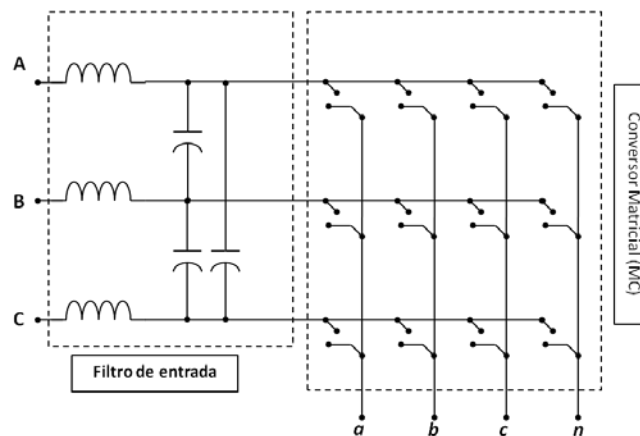 A
B
C
Conversor Matricial (MC)
Filtro de entrada
a b c n